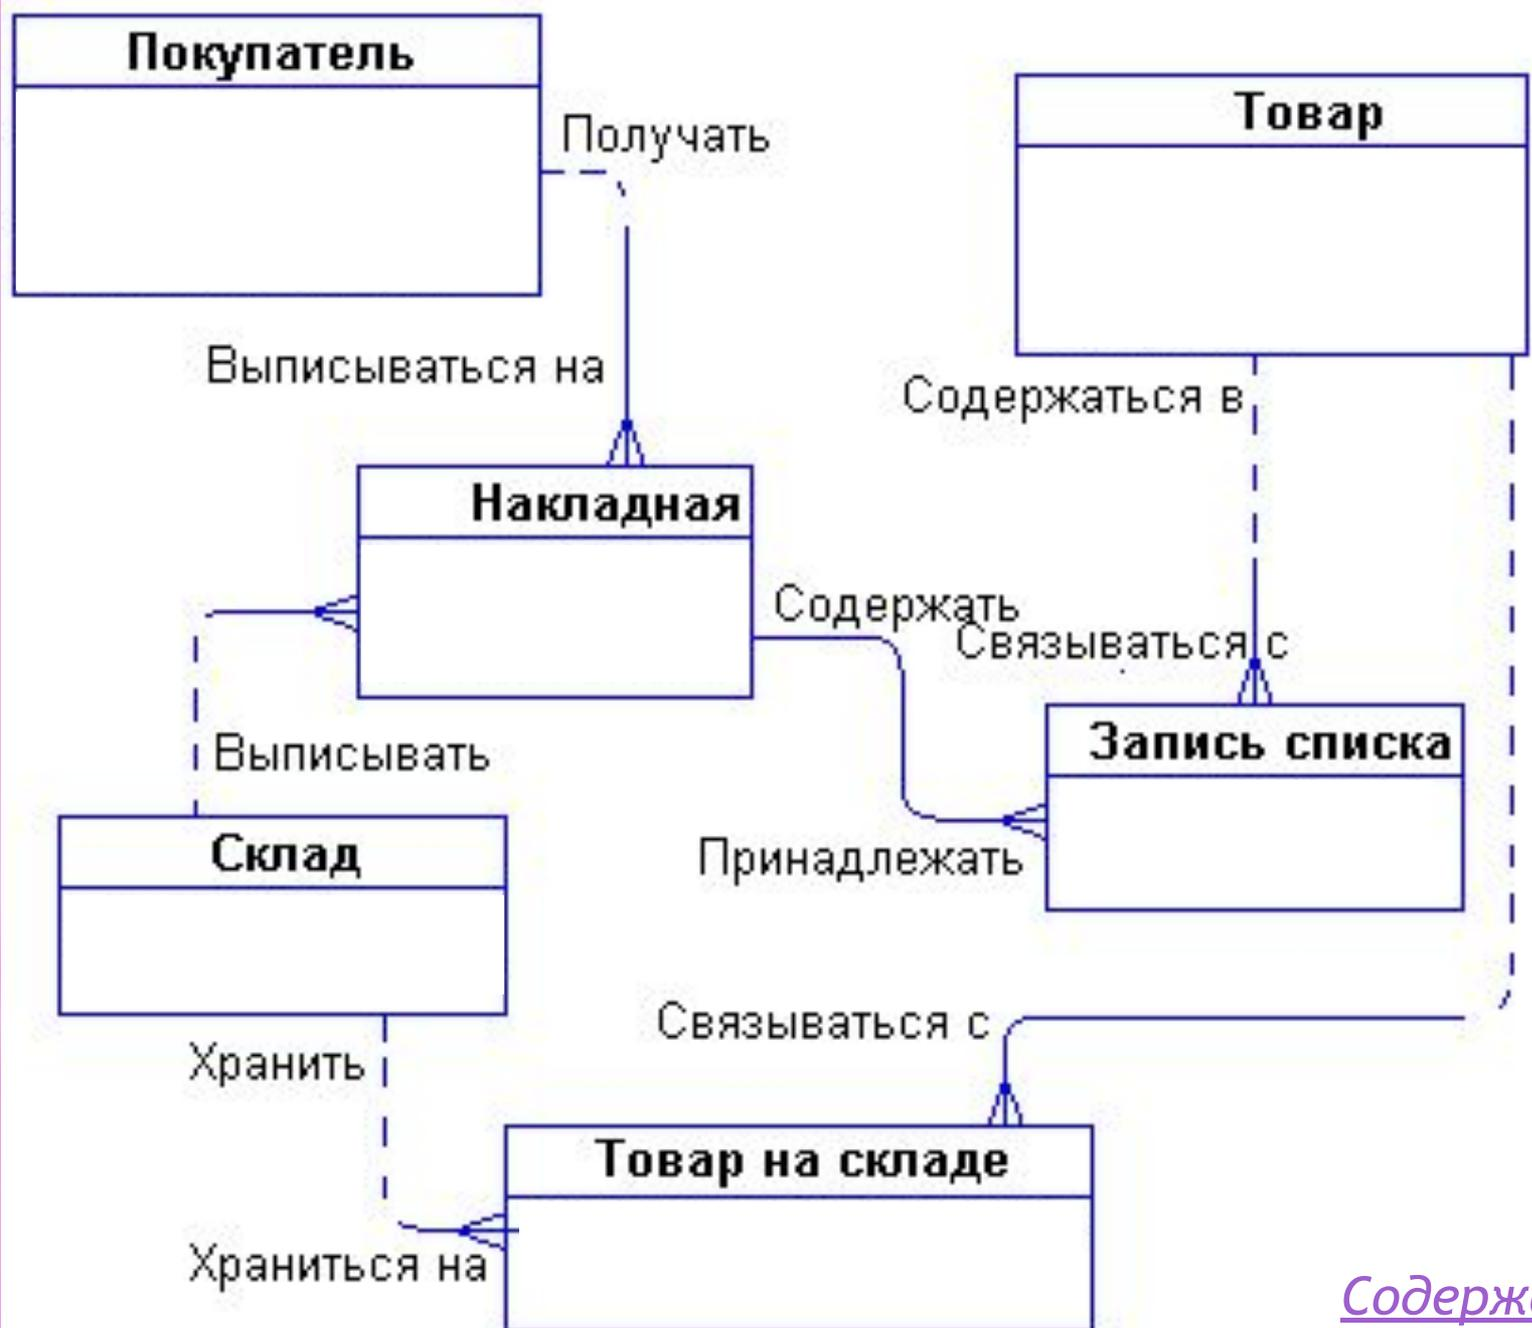 Покупатель
Товар
Получать
Выписываться на
Содержаться в
Накладная
Содержать
Связываться с
Запись списка
Выписывать
Склад
Принадлежать
Связываться с
Хранить
Товар на складе
Храниться на